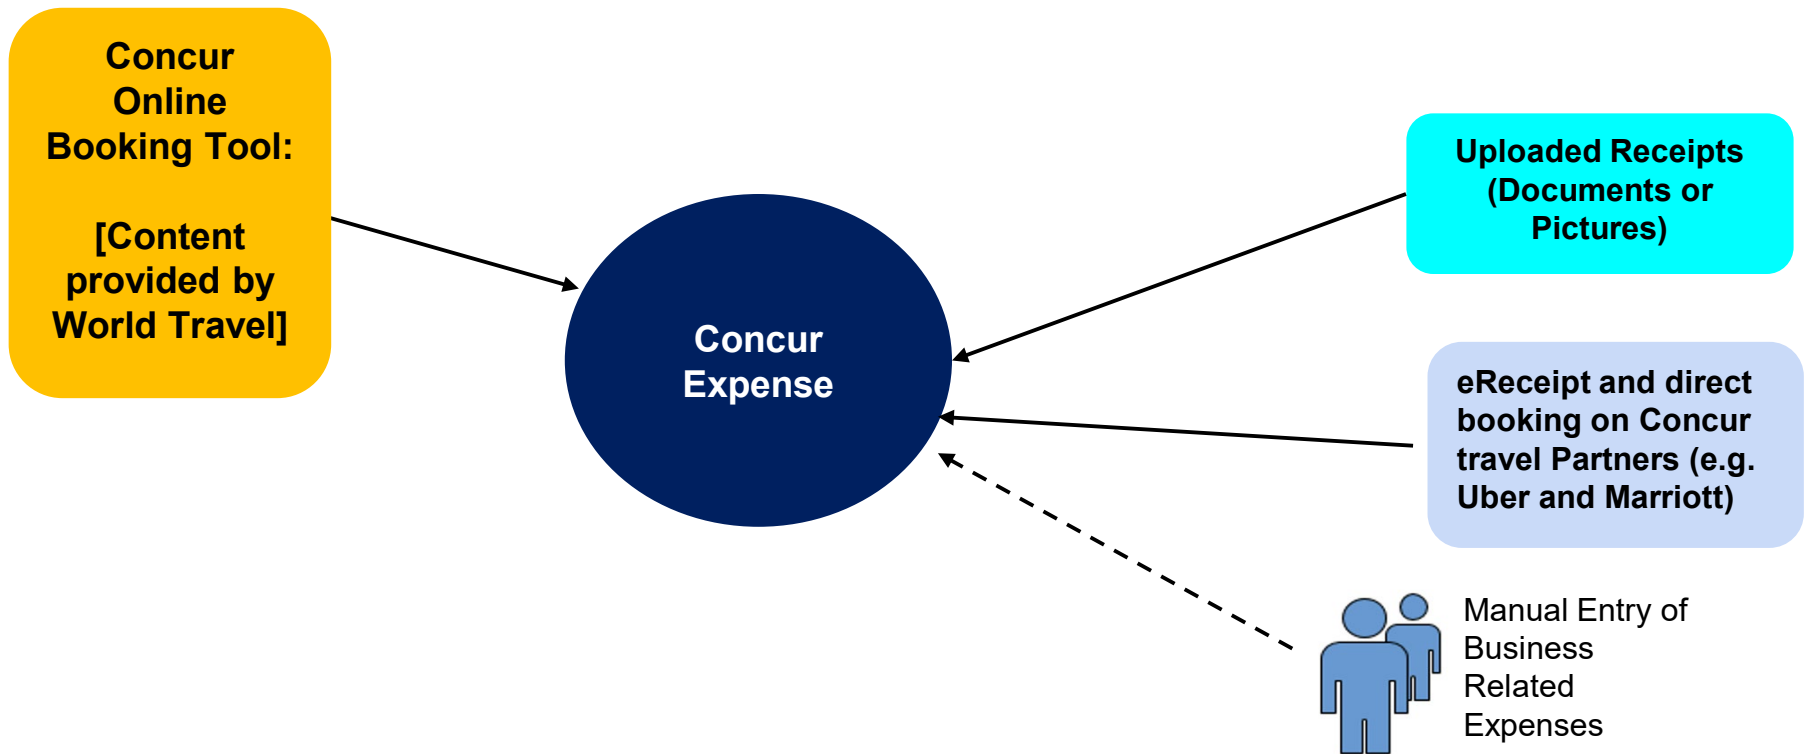 Concur
Online
Booking Tool:
[Content
provided by
World Travel]
Concur
Expense
Uploaded Receipts
(Documents or
Pictures)
eReceipt and direct
booking on Concur
travel Partners (e.g.
Uber and Marriott)
Manual Entry of
Business
Related
Expenses